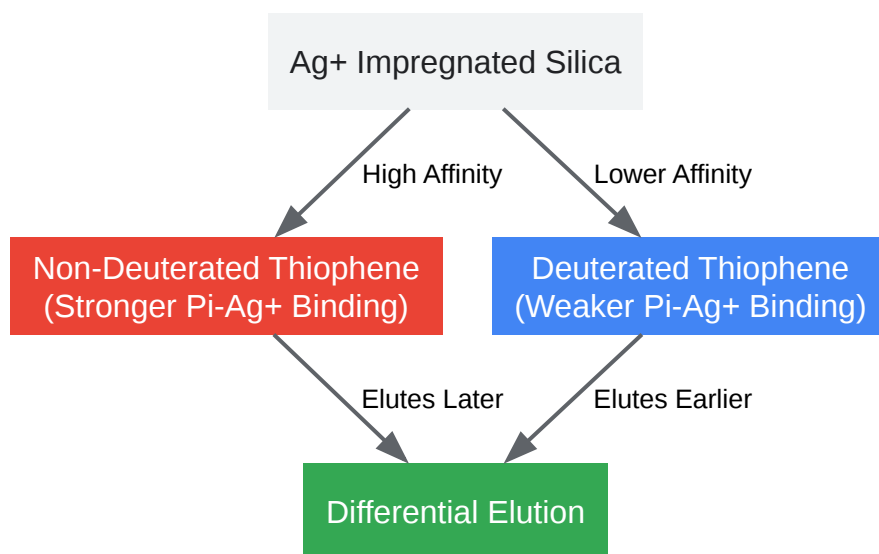 Ag+ Impregnated Silica
High Affinity
Lower Affinity
Non-Deuterated Thiophene
(Stronger Pi-Ag+ Binding)
Deuterated Thiophene
(Weaker Pi-Ag+ Binding)
Elutes Later
Elutes Earlier
Differential Elution